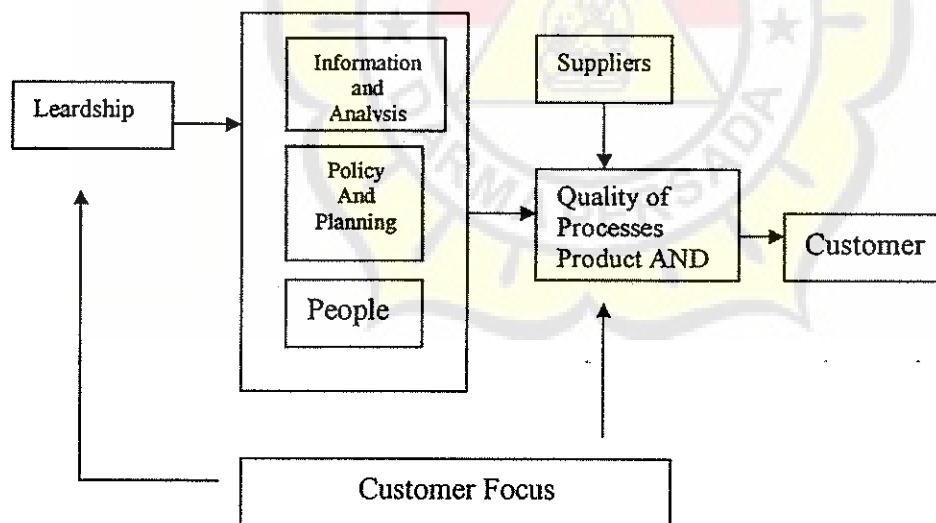 Information
and
Analysis
Suppliers
Leardship
Policy
And
Planning
Quality of
Processes
Product AND
Customer
People
Customer Focus